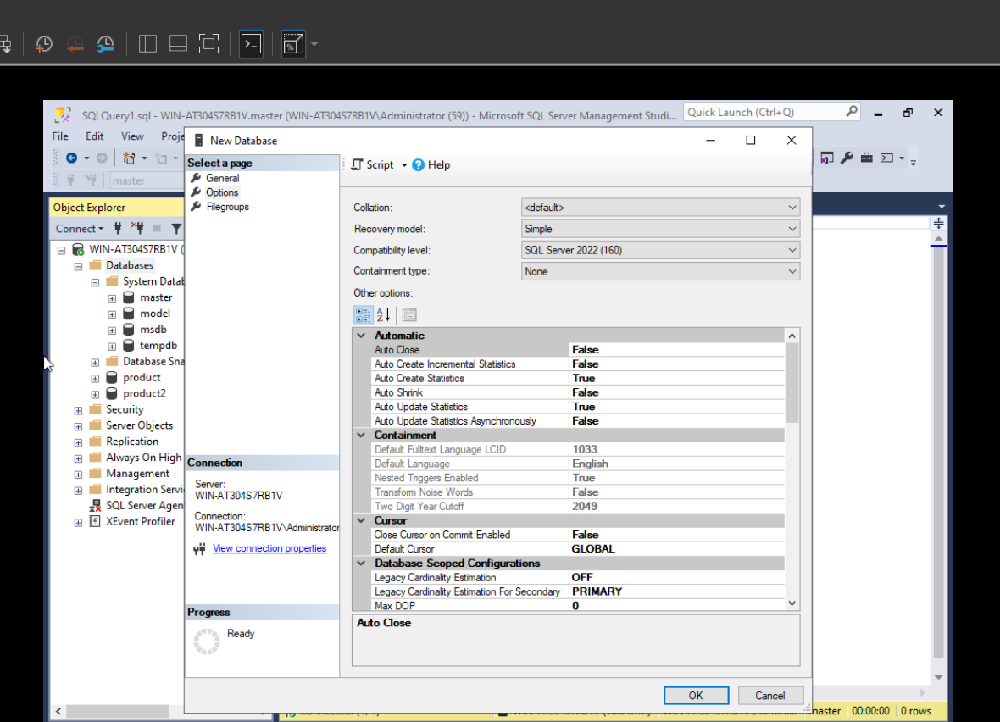 SQLQuery1.sql - WIN-AT304S7RB1V.master (WIN-AT304S7RB1V\Administrator (59)) - Microsoft SQL Server Management Studi...
Quick Launch (Ctrl+Q)
File Edit View Proje
master
New Database
Select a page
General
Options
Filegroups
Script Help
Object Explorer
Connect
WIN-AT304S7RB1V (
Databases
System Datab
master
model
msdb
tempdb
Database Sna
product
product2
Security
Server Objects
Replication
Always On High
Management
Integration Servi
SQL Server Agen
XEvent Profiler
Connection
Server:
WIN-AT304S7RB1V
Connection:
WIN-AT304S7RB1V\Administrator
View connection properties
Progress
Ready
Collation: <default>
Recovery model: Simple
Compatibility level: SQL Server 2022 (160)
Containment type: None
Other options:
Automatic
Auto Close False
Auto Create Incremental Statistics False
Auto Create Statistics True
Auto Shrink False
Auto Update Statistics True
Auto Update Statistics Asynchronously False
Containment
Default Fulltext Language LCID 1033
Default Language English
Nested Triggers Enabled True
Transform Noise Words False
Two Digit Year Cutoff 2049
Cursor
Close Cursor on Commit Enabled False
Default Cursor GLOBAL
Database Scoped Configurations
Legacy Cardinality Estimation OFF
Legacy Cardinality Estimation For Secondary PRIMARY
Max DOP 0
Auto Close
OK Cancel
master 00:00:00 0 rows